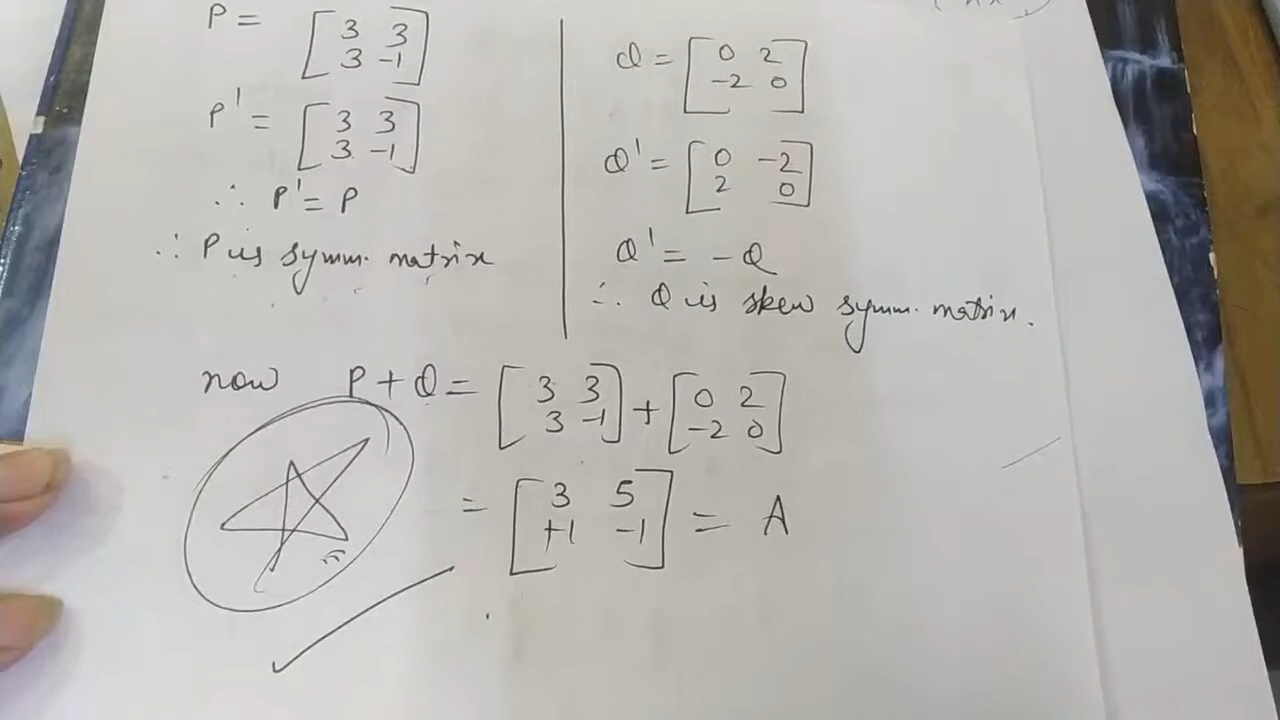 P = [3 3
3 -1]
P' = [3 3
3 -1]
∴ P' = P
∴ P is symm. matrix
Q = [0 2
-2 0]
Q' = [0 -2
2 0]
Q' = -Q
∴ Q is skew symm. matrix.
now P + Q = [3 3
3 -1] + [0 2
-2 0]
= [3 5
+1 -1] = A